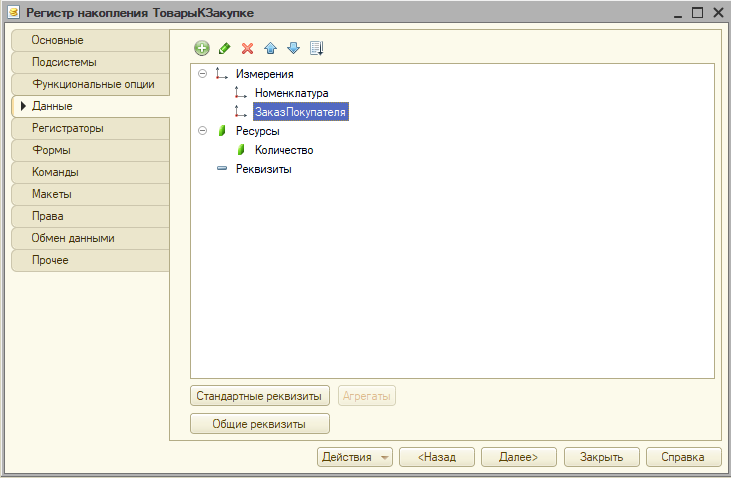 Регистр накопления ТоварыКЗакупке
Основные
Подсистемы
Функциональные опции
Данные
Регистраторы
Формы
Команды
Макеты
Права
Обмен данными
Прочее
Измерения
Номенклатура
ЗаказПокупателя
Ресурсы
Количество
Реквизиты
Стандартные реквизиты Агрегаты
Общие реквизиты
Действия <Назад Далее> Закрыть Справка